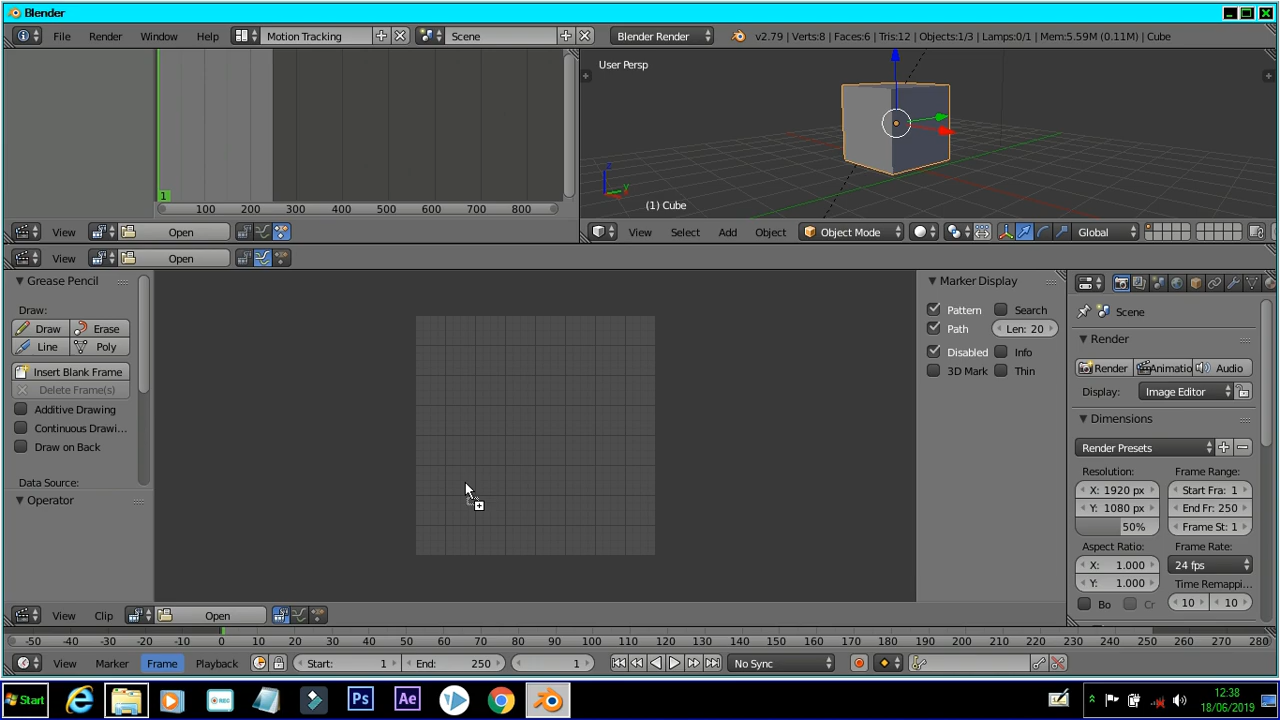 Blender
File Render Window Help Motion Tracking Scene Blender Render v2.79 | Verts:8 | Faces:6 | Tris:12 | Objects:1/3 | Lamps:0/1 | Mem:5.59M (0.11M) | Cube
User Persp
1
100 200 300 400 500 600 700 800
(1) Cube
z
y
View Open
View Select Add Object Object Mode Global
View Open
Grease Pencil
Draw:
Draw Erase
Line Poly
Insert Blank Frame
Delete Frame(s)
Additive Drawing
Continuous Drawi...
Draw on Back
Data Source:
Operator
Marker Display
Pattern Search
Path Len: 20
Disabled Info
3D Mark Thin
Scene
Render
Render Animatio Audio
Display: Image Editor
Dimensions
Render Presets
Resolution: Frame Range:
X: 1920 px Start Fra: 1
Y: 1080 px End Fr: 250
50% Frame St: 1
Aspect Ratio: Frame Rate:
X: 1.000 24 fps
Y: 1.000 Time Remappi...
Bo Cr 10 10
View Clip Open
-50 -40 -30 -20 -10 0 10 20 30 40 50 60 70 80 90 100 110 120 130 140 150 160 170 180 190 200 210 220 230 240 250 260 270 280
View Marker Frame Playback Start: 1 End: 250 1 No Sync
Start Ps Ae 12:38
18/06/2019